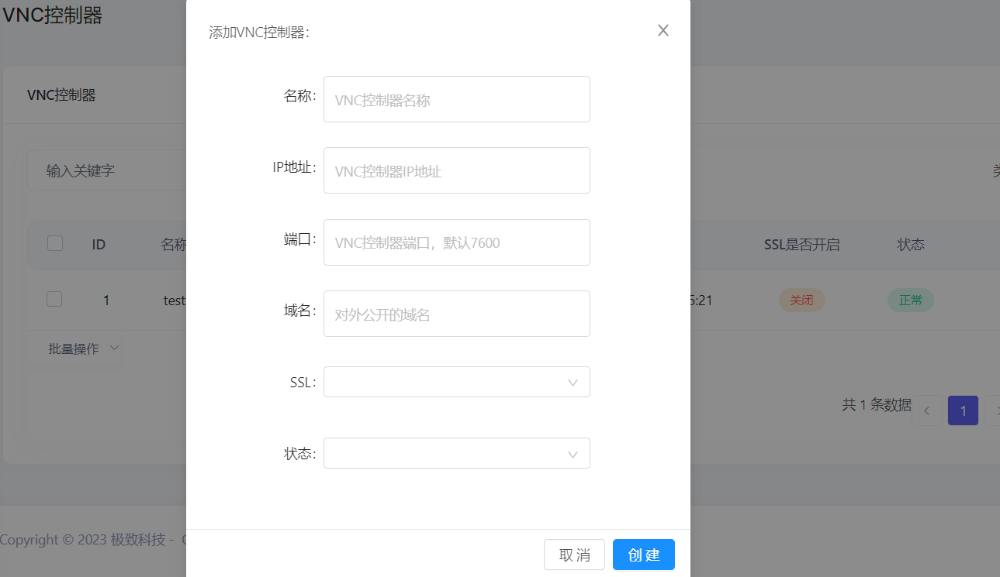 VNC控制器
添加VNC控制器：
VNC控制器
名称：
VNC控制器名称
IP地址：
VNC控制器IP地址
输入关键字
端口：
VNC控制器端口，默认7600
ID
名称
SSL是否开启
状态
1
test
5:21
关闭
正常
域名：
对外公开的域名
批量操作
SSL：
共 1 条数据
1
状态：
Copyright © 2023 极致科技 -
取 消
创 建